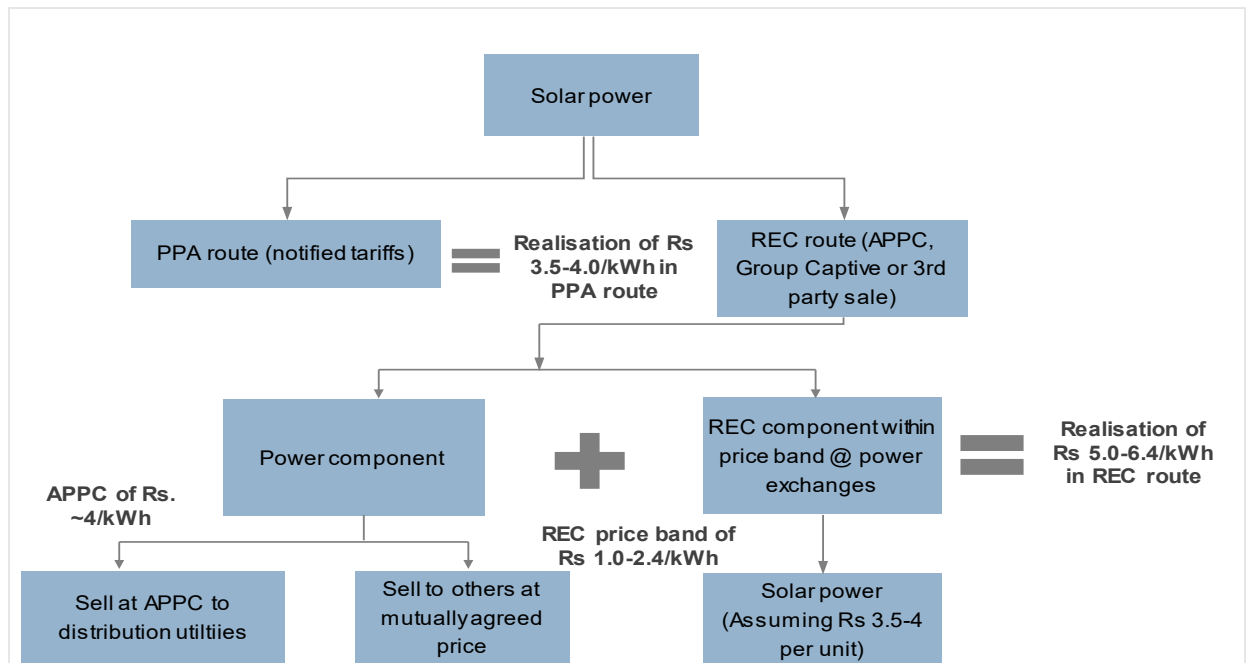 Solar power
PPA route (notified tariffs)
Realisation of Rs
3.5-4.0/kWh in
PPA route
REC route (APPC,
Group Captive or 3rd
party sale)
Power component
REC component within
price band @ power
exchanges
Realisation of
Rs 5.0-6.4/kWh
in REC route
APPC of Rs.
~4/kWh
REC price band of
Rs 1.0-2.4/kWh
Sell at APPC to
distribution utiltiies
Sell to others at
mutually agreed
price
Solar power
(Assuming Rs 3.5-4
per unit)